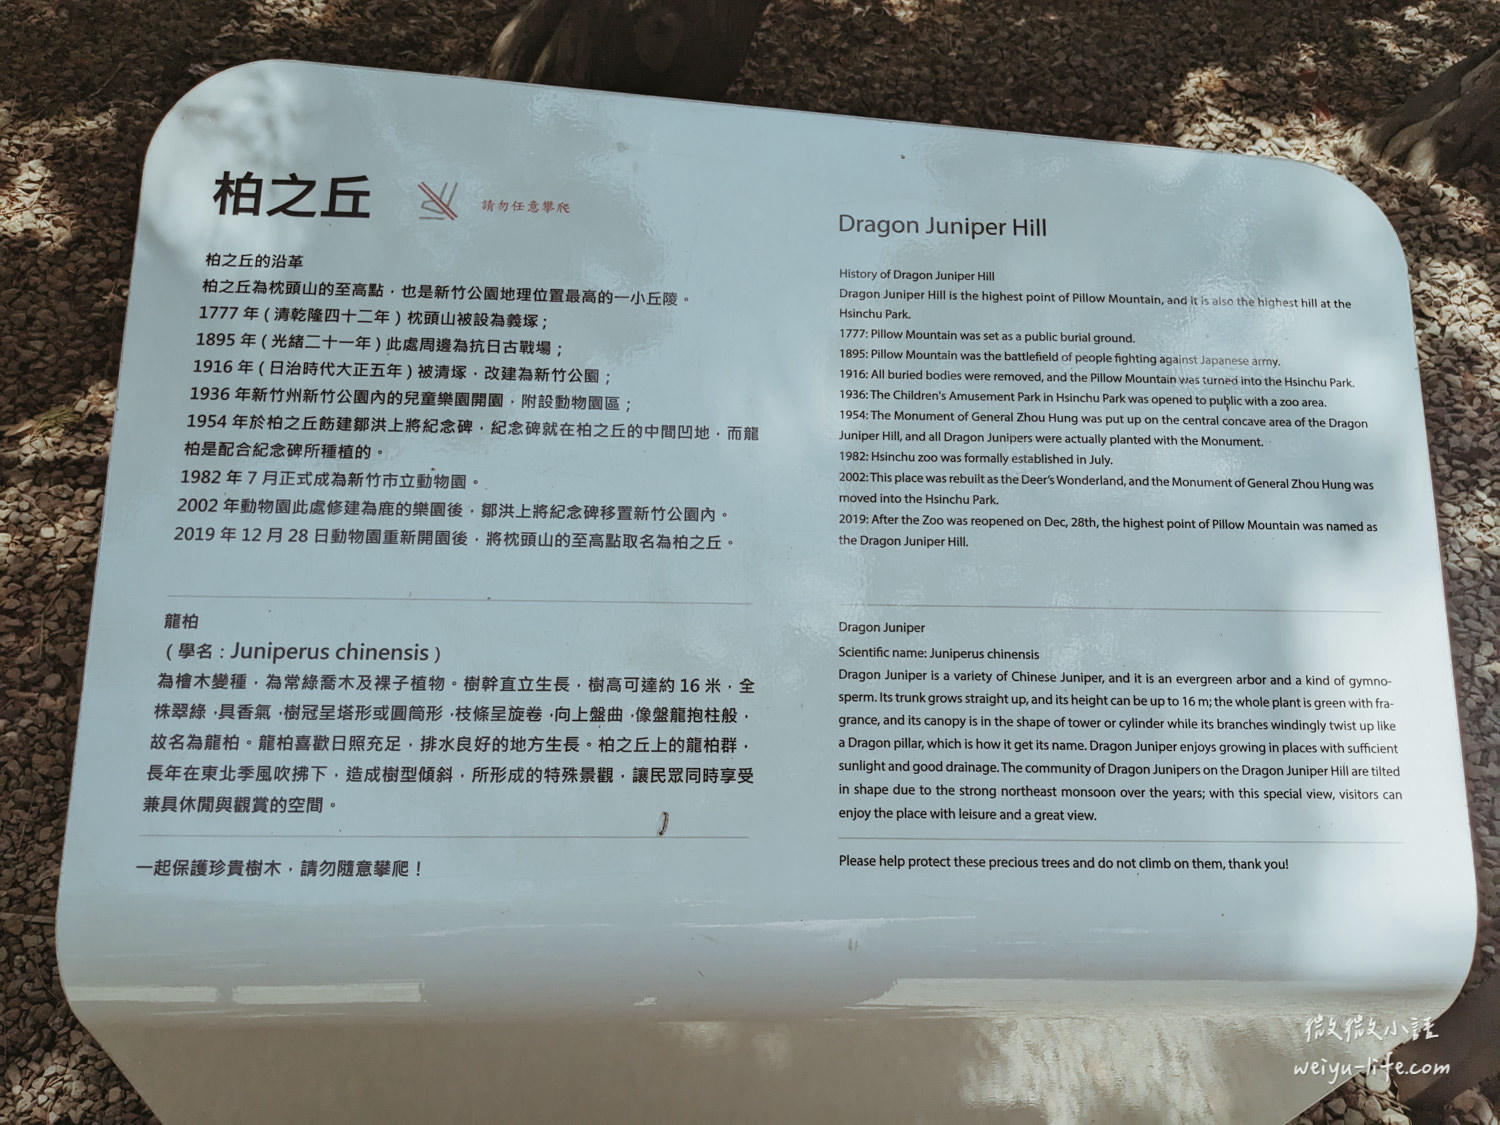 柏之丘
請勿任意攀爬
柏之丘的沿革
柏之丘為枕頭山的至高點，也是新竹公園地理位置最高的一小丘陵。
1777 年 ( 清乾隆四十二年 ) 枕頭山被設為義塚；
1895 年 ( 光緒二十一年 ) 此處周邊為抗日古戰場；
1916 年 ( 日治時代大正五年 ) 被清塚，改建為新竹公園；
1936 年新竹州新竹公園內的兒童樂園開園，附設動物園區；
1954 年於柏之丘飭建鄒洪上將紀念碑，紀念碑就在柏之丘的中間凹地，而龍
柏是配合紀念碑所種植的。
1982 年 7 月正式成為新竹市立動物園。
2002 年動物園此處修建為鹿的樂園後，鄒洪上將紀念碑移置新竹公園內。
2019 年 12 月 28 日動物園重新開園後，將枕頭山的至高點取名為柏之丘。
龍柏
( 學名：Juniperus chinensis )
為檜木變種，為常綠喬木及裸子植物。樹幹直立生長，樹高可達約 16 米，全
株翠綠，具香氣，樹冠呈塔形或圓筒形，枝條呈旋卷，向上盤曲，像盤龍抱柱般，
故名為龍柏。龍柏喜歡日照充足，排水良好的地方生長。柏之丘上的龍柏群，
長年在東北季風吹拂下，造成樹型傾斜，所形成的特殊景觀，讓民眾同時享受
兼具休閒與觀賞的空間。
一起保護珍貴樹木，請勿隨意攀爬！
Dragon Juniper Hill
History of Dragon Juniper Hill
Dragon Juniper Hill is the highest point of Pillow Mountain, and it is also the highest hill at the
Hsinchu Park.
1777: Pillow Mountain was set as a public burial ground.
1895: Pillow Mountain was the battlefield of people fighting against Japanese army.
1916: All buried bodies were removed, and the Pillow Mountain was turned into the Hsinchu Park.
1936: The Children's Amusement Park in Hsinchu Park was opened to public with a zoo area.
1954: The Monument of General Zhou Hung was put up on the central concave area of the Dragon
Juniper Hill, and all Dragon Junipers were actually planted with the Monument.
1982: Hsinchu zoo was formally established in July.
2002: This place was rebuilt as the Deer's Wonderland, and the Monument of General Zhou Hung was
moved into the Hsinchu Park.
2019: After the Zoo was reopened on Dec, 28th, the highest point of Pillow Mountain was named as
the Dragon Juniper Hill.
Dragon Juniper
Scientific name: Juniperus chinensis
Dragon Juniper is a variety of Chinese Juniper, and it is an evergreen arbor and a kind of gymno-
sperm. Its trunk grows straight up, and its height can be up to 16 m; the whole plant is green with fra-
grance, and its canopy is in the shape of tower or cylinder while its branches windingly twist up like
a Dragon pillar, which is how it get its name. Dragon Juniper enjoys growing in places with sufficient
sunlight and good drainage. The community of Dragon Junipers on the Dragon Juniper Hill are tilted
in shape due to the strong northeast monsoon over the years; with this special view, visitors can
enjoy the place with leisure and a great view.
Please help protect these precious trees and do not climb on them, thank you!
微微小語
weiyu-life.com